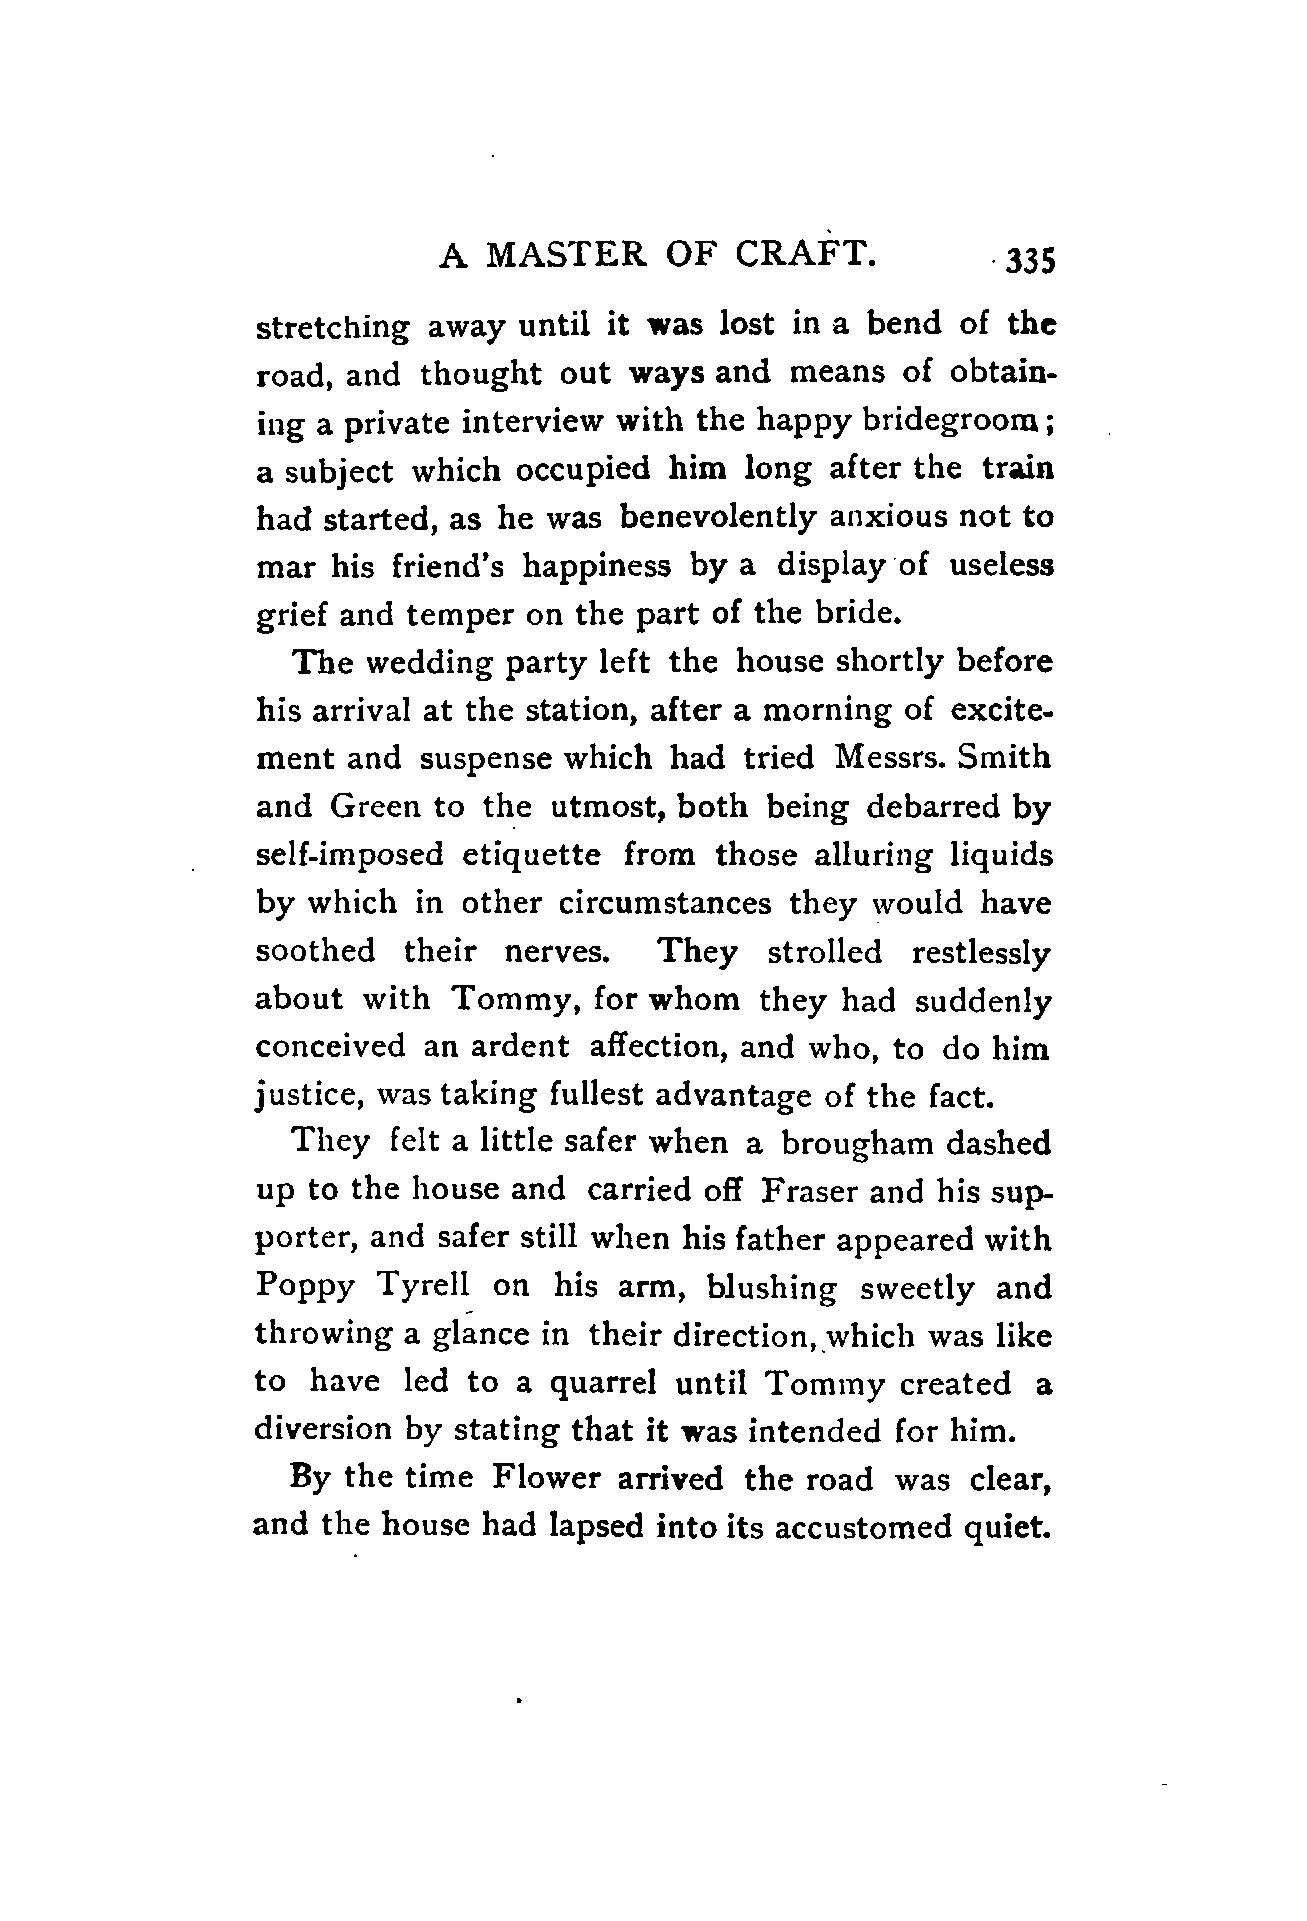 A MASTER OF CRAFT. 335
stretching away until it was lost in a bend of the
road, and thought out ways and means of obtain-
ing a private interview with the happy bridegroom;
a subject which occupied him long after the train
had started, as he was benevolently anxious not to
mar his friend's happiness by a display of useless
grief and temper on the part of the bride.
The wedding party left the house shortly before
his arrival at the station, after a morning of excite-
ment and suspense which had tried Messrs. Smith
and Green to the utmost, both being debarred by
self-imposed etiquette from those alluring liquids
by which in other circumstances they would have
soothed their nerves. They strolled restlessly
about with Tommy, for whom they had suddenly
conceived an ardent affection, and who, to do him
justice, was taking fullest advantage of the fact.
They felt a little safer when a brougham dashed
up to the house and carried off Fraser and his sup-
porter, and safer still when his father appeared with
Poppy Tyrell on his arm, blushing sweetly and
throwing a glance in their direction, which was like
to have led to a quarrel until Tommy created a
diversion by stating that it was intended for him.
By the time Flower arrived the road was clear,
and the house had lapsed into its accustomed quiet.